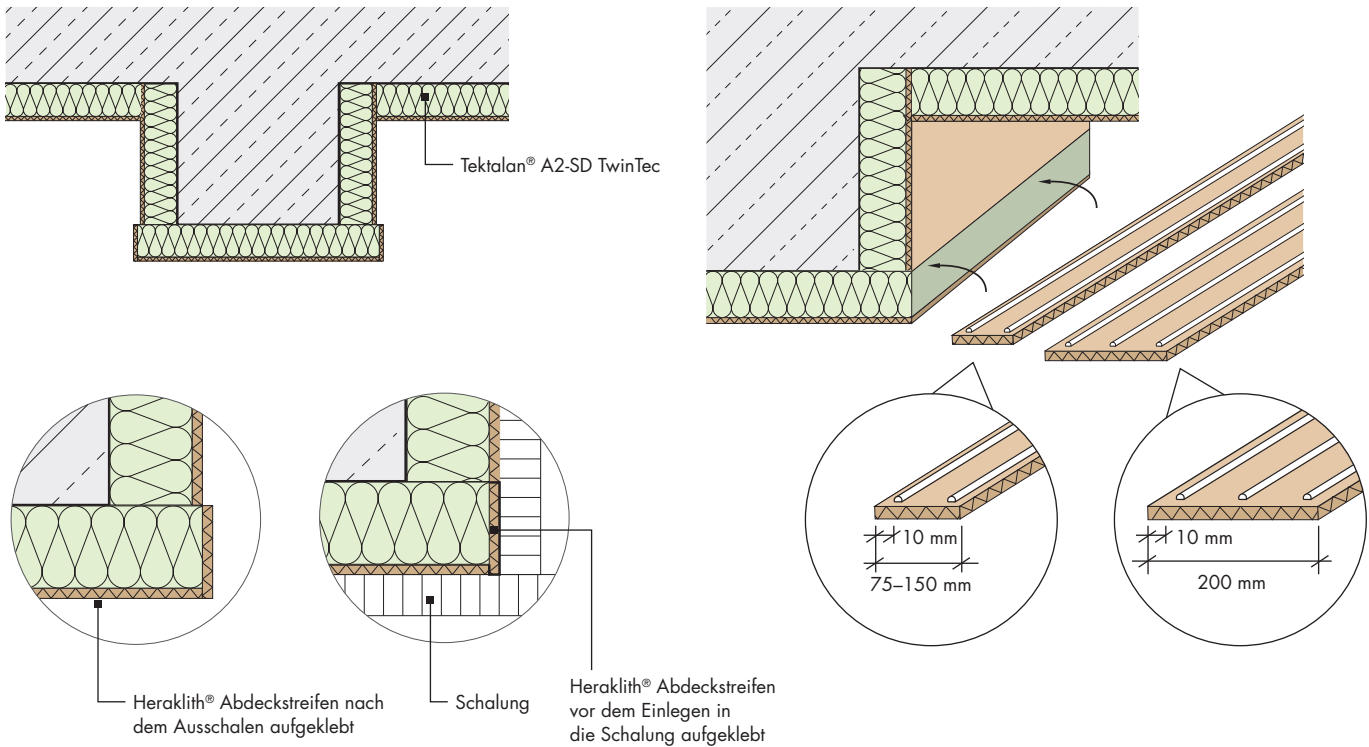 Tektalan® A2-SD TwinTec
10 mm
75–150 mm
10 mm
200 mm
Heraklith® Abdeckstreifen nach
dem Ausschalen aufgeklebt
Schalung
Heraklith® Abdeckstreifen
vor dem Einlegen in
die Schalung aufgeklebt